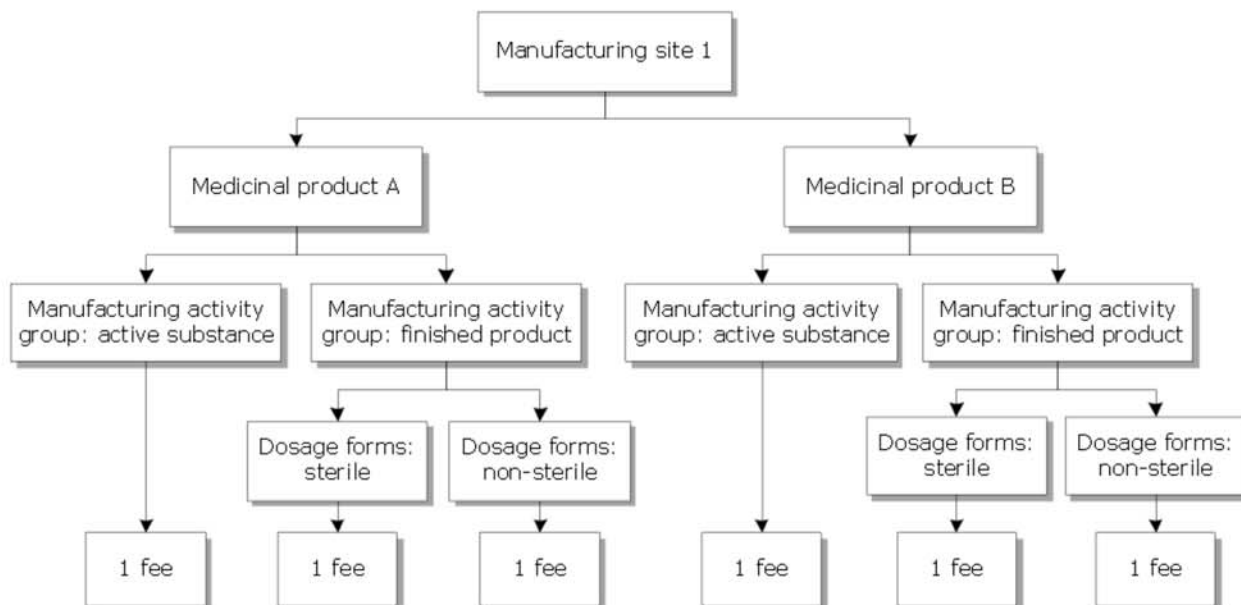 Manufacturing site 1
Medicinal product A
Medicinal product B
Manufacturing activity
group: active substance
Manufacturing activity
group: finished product
Manufacturing activity
group: active substance
Manufacturing activity
group: finished product
Dosage forms:
sterile
Dosage forms:
non-sterile
Dosage forms:
sterile
Dosage forms:
non-sterile
1 fee
1 fee
1 fee
1 fee
1 fee
1 fee